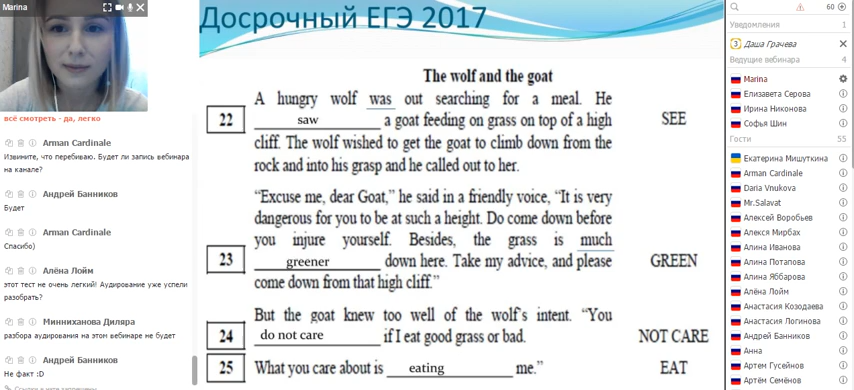 Marina
всё смотреть - да, легко
Arman Cardinale
Извините, что перебиваю. Будет ли запись вебинара
на канале?
Андрей Банников
Будет
Arman Cardinale
Спасибо)
Алёна Лойм
этот тест не очень легкий! Аудирование уже успели
разобрать?
Минниханова Диляра
разбора аудирования на этом вебинаре не будет
Андрей Банников
Не факт :D
Досрочный ЕГЭ 2017
The wolf and the goat
A hungry wolf was out searching for a meal. He
22 saw a goat feeding on grass on top of a high SEE
cliff. The wolf wished to get the goat to climb down from the
rock and into his grasp and he called out to her.
“Excuse me, dear Goat,” he said in a friendly voice, “It is very
dangerous for you to be at such a height. Do come down before
you injure yourself. Besides, the grass is much
23 greener down here. Take my advice, and please GREEN
come down from that high cliff.”
But the goat knew too well of the wolf's intent. “You
24 do not care if I eat good grass or bad. NOT CARE
25 What you care about is eating me.” EAT
60
Уведомления 1
3 Даша Грачева
Ведущие вебинара 4
Marina
Елизавета Серова
Ирина Никонова
Софья Шин
Гости 55
Екатерина Мишуткина
Arman Cardinale
Daria Vnukova
Mr.Salavat
Алексей Воробьев
Алекся Мирбах
Алина Иванова
Алина Потапова
Алина Яббарова
Алёна Лойм
Анастасия Козодаева
Анастасия Логинова
Андрей Банников
Анна
Артем Гусейнов
Артём Семёнов